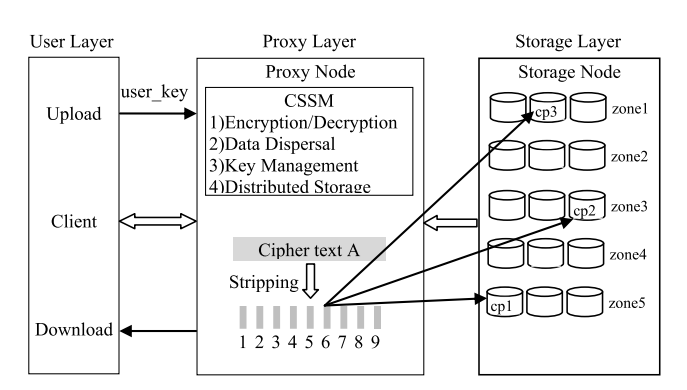 User Layer
Proxy Layer
Storage Layer
Upload
Client
Download
user_key
Proxy Node
CSSM
1)Encryption/Decryption
2)Data Dispersal
3)Key Management
4)Distributed Storage
Cipher text A
Stripping
1 2 3 4 5 6 7 8 9
Storage Node
cp3 zone1
zone2
cp2 zone3
zone4
cp1 zone5